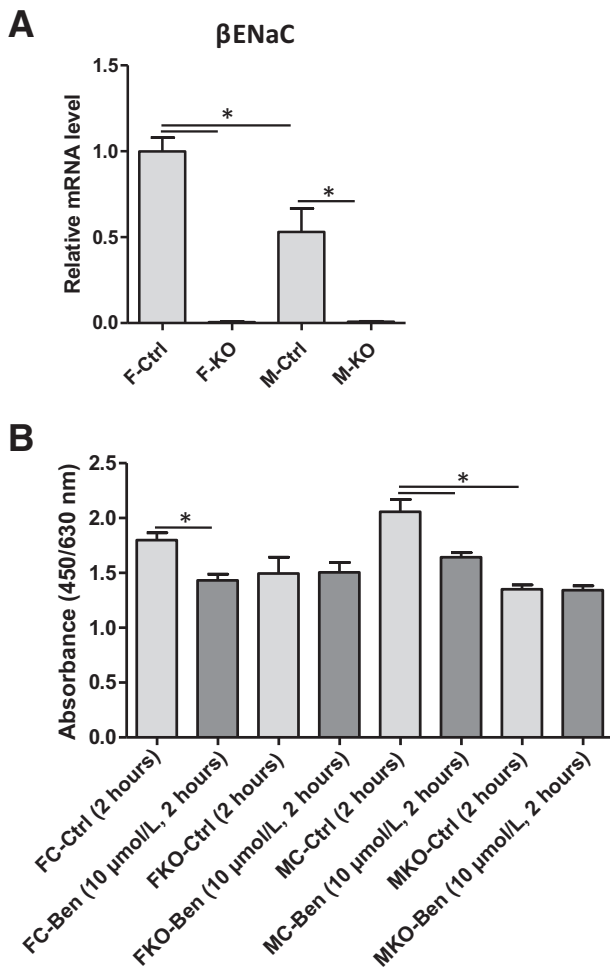 A
βENaC
Relative mRNA level
1.5
1.0
0.5
0.0
*
*
F-Ctrl
F-KO
M-Ctrl
M-KO
B
Absorbance (450/630 nm)
2.5
2.0
1.5
1.0
0.5
0.0
*
*
FC-Ctrl (2 hours)
FC-Ben (10 µmol/L, 2 hours)
FKO-Ctrl (2 hours)
FKO-Ben (10 µmol/L, 2 hours)
MC-Ctrl (2 hours)
MC-Ben (10 µmol/L, 2 hours)
MKO-Ctrl (2 hours)
MKO-Ben (10 µmol/L, 2 hours)